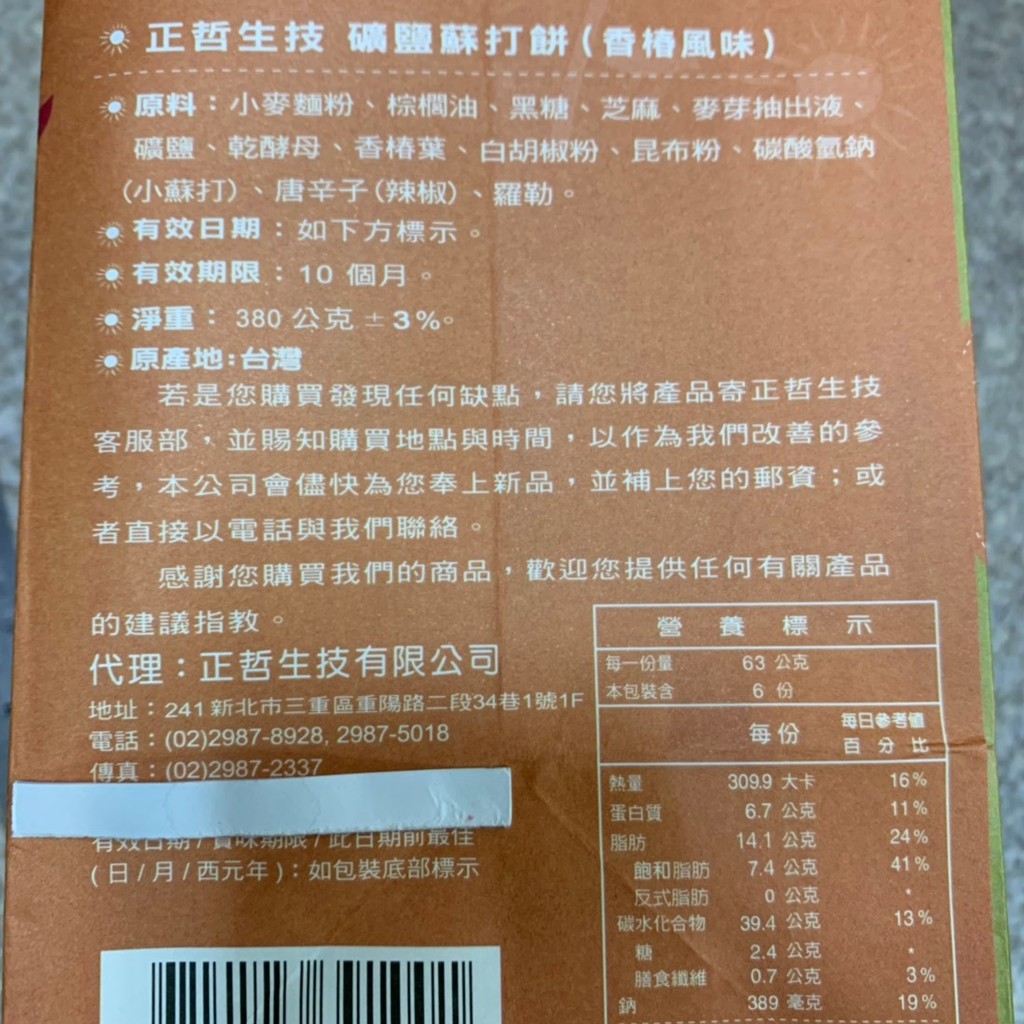 正哲生技 礦鹽蘇打餅(香椿風味)
原料：小麥麵粉、棕櫚油、黑糖、芝麻、麥芽抽出液、
礦鹽、乾酵母、香椿葉、白胡椒粉、昆布粉、碳酸氫鈉
(小蘇打)、唐辛子(辣椒)、羅勒。
有效日期：如下方標示。
有效期限：10 個月。
淨重： 380 公克 ± 3%。
原產地:台灣
若是您購買發現任何缺點，請您將產品寄正哲生技
客服部，並賜知購買地點與時間，以作為我們改善的參
考，本公司會儘快為您奉上新品，並補上您的郵資；或
者直接以電話與我們聯絡。
感謝您購買我們的商品，歡迎您提供任何有關產品
的建議指教。
代理：正哲生技有限公司
地址：241新北市三重區重陽路二段34巷1號1F
電話：(02)2987-8928, 2987-5018
傳真：(02)2987-2337
有效日期/賞味期限/此日期前最佳
(日/月/西元年)：如包裝底部標示
營養標示
每一份量 63 公克
本包裝含 6 份
每份 每日參考值
百分比
熱量 309.9 大卡 16%
蛋白質 6.7 公克 11%
脂肪 14.1 公克 24%
飽和脂肪 7.4 公克 41%
反式脂肪 0 公克 *
碳水化合物 39.4 公克 13%
糖 2.4 公克 *
膳食纖維 0.7 公克 3%
鈉 389 毫克 19%